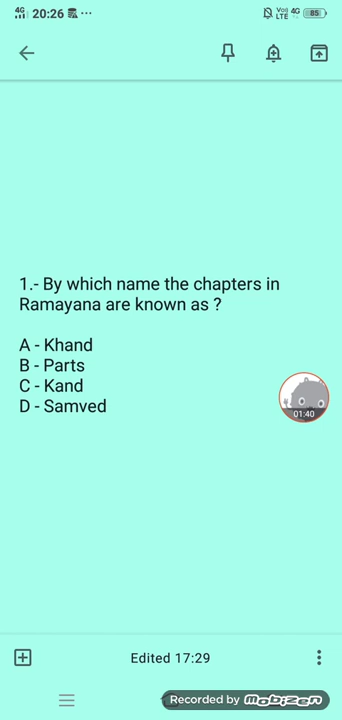 4G 20:26
Voi) 4G
LTE 85
1.- By which name the chapters in
Ramayana are known as ?
A - Khand
B - Parts
C - Kand
D - Samved
01:40
Edited 17:29
Recorded by Mobizen